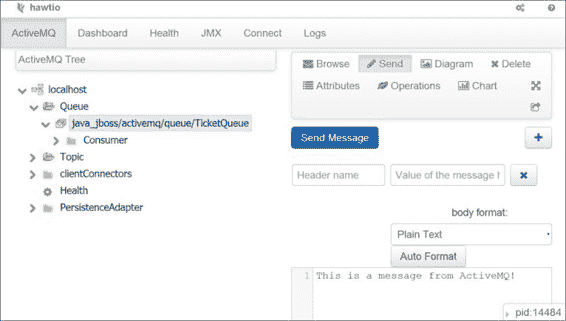 hawtio
ActiveMQ Dashboard Health JMX Connect Logs
ActiveMQ Tree
localhost
Queue
java_jboss/activemq/queue/TicketQueue
Consumer
Topic
clientConnectors
Health
PersistenceAdapter
Browse Send Diagram Delete
Attributes Operations Chart
Send Message
Header name Value of the message h
body format:
Plain Text
Auto Format
1 This is a message from ActiveMQ!
pid:14484